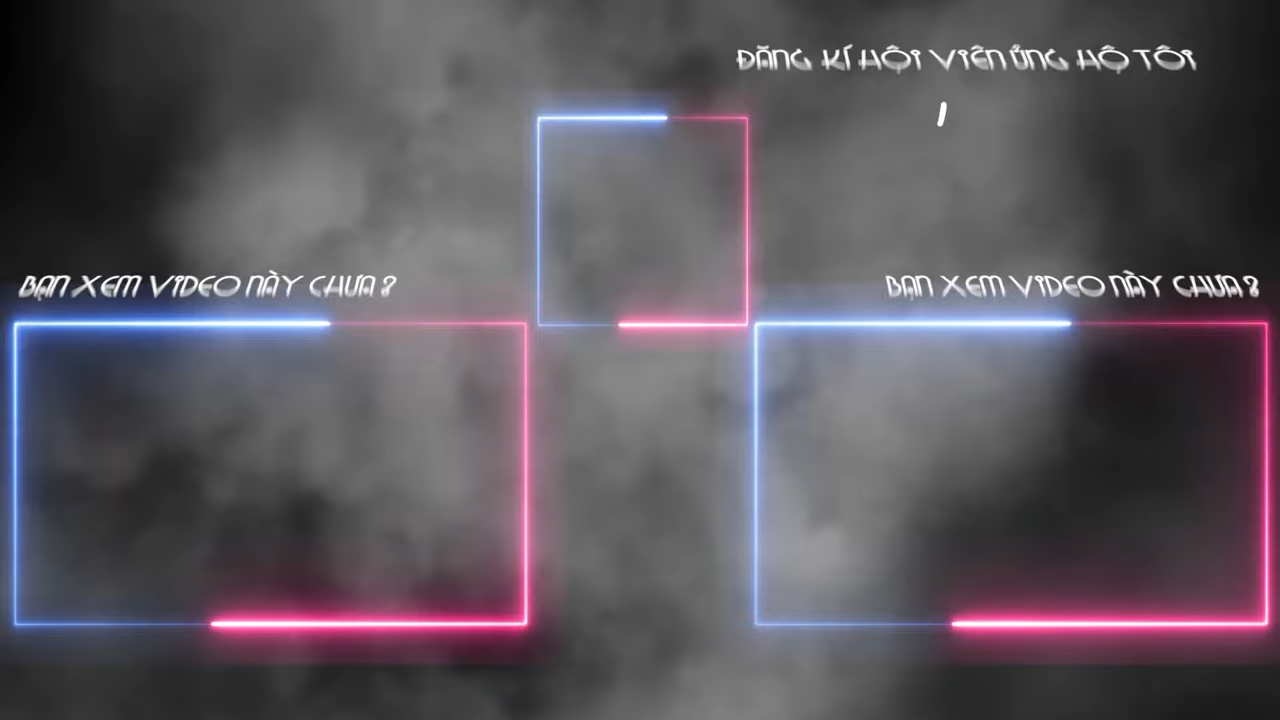 ĐĂNG KÍ HỘI VIÊN ỦNG HỘ TÔI
BẠN XEM VIDEO NÀY CHƯA ?
BẠN XEM VIDEO NÀY CHƯA ?